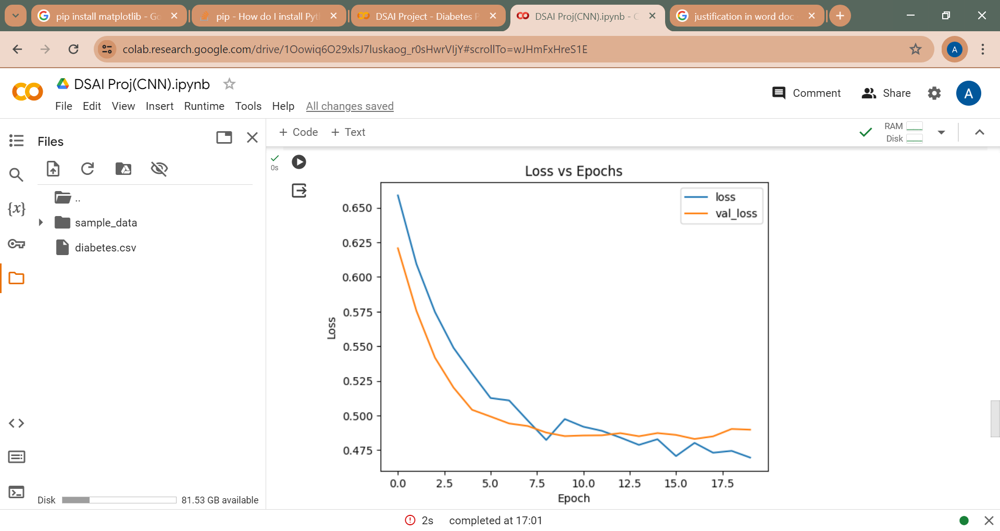 pip install matplotlib - Go
pip - How do I install Pyt
DSAI Project - Diabetes P
DSAI Proj(CNN).ipynb - C
justification in word doc -
colab.research.google.com/drive/1Oowiq6O29xlsJ7luskaog_r0sHwrVIjY#scrollTo=wJHmFxHreS1E
A
DSAI Proj(CNN).ipynb
File Edit View Insert Runtime Tools Help All changes saved
Comment
Share
A
Files
+ Code + Text
RAM
Disk
..
sample_data
diabetes.csv
{x}
0s
Loss vs Epochs
loss
val_loss
0.650
0.625
0.600
0.575
0.550
0.525
0.500
0.475
Loss
0.0 2.5 5.0 7.5 10.0 12.5 15.0 17.5
Epoch
Disk 81.53 GB available
2s completed at 17:01